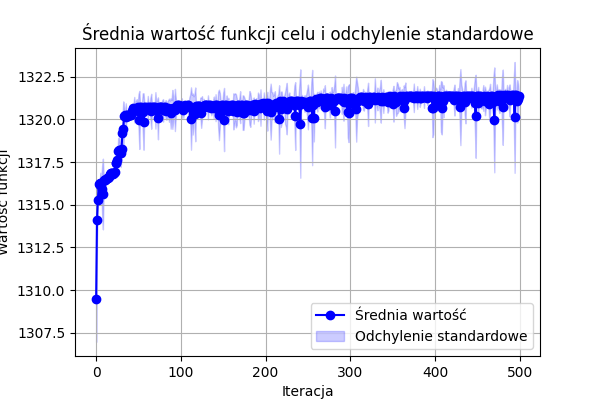 Średnia wartość funkcji celu i odchylenie standardowe
1322.5
1320.0
1317.5
1315.0
1312.5
1310.0
1307.5
Wartość funkcji
Średnia wartość
Odchylenie standardowe
0 100 200 300 400 500
Iteracja